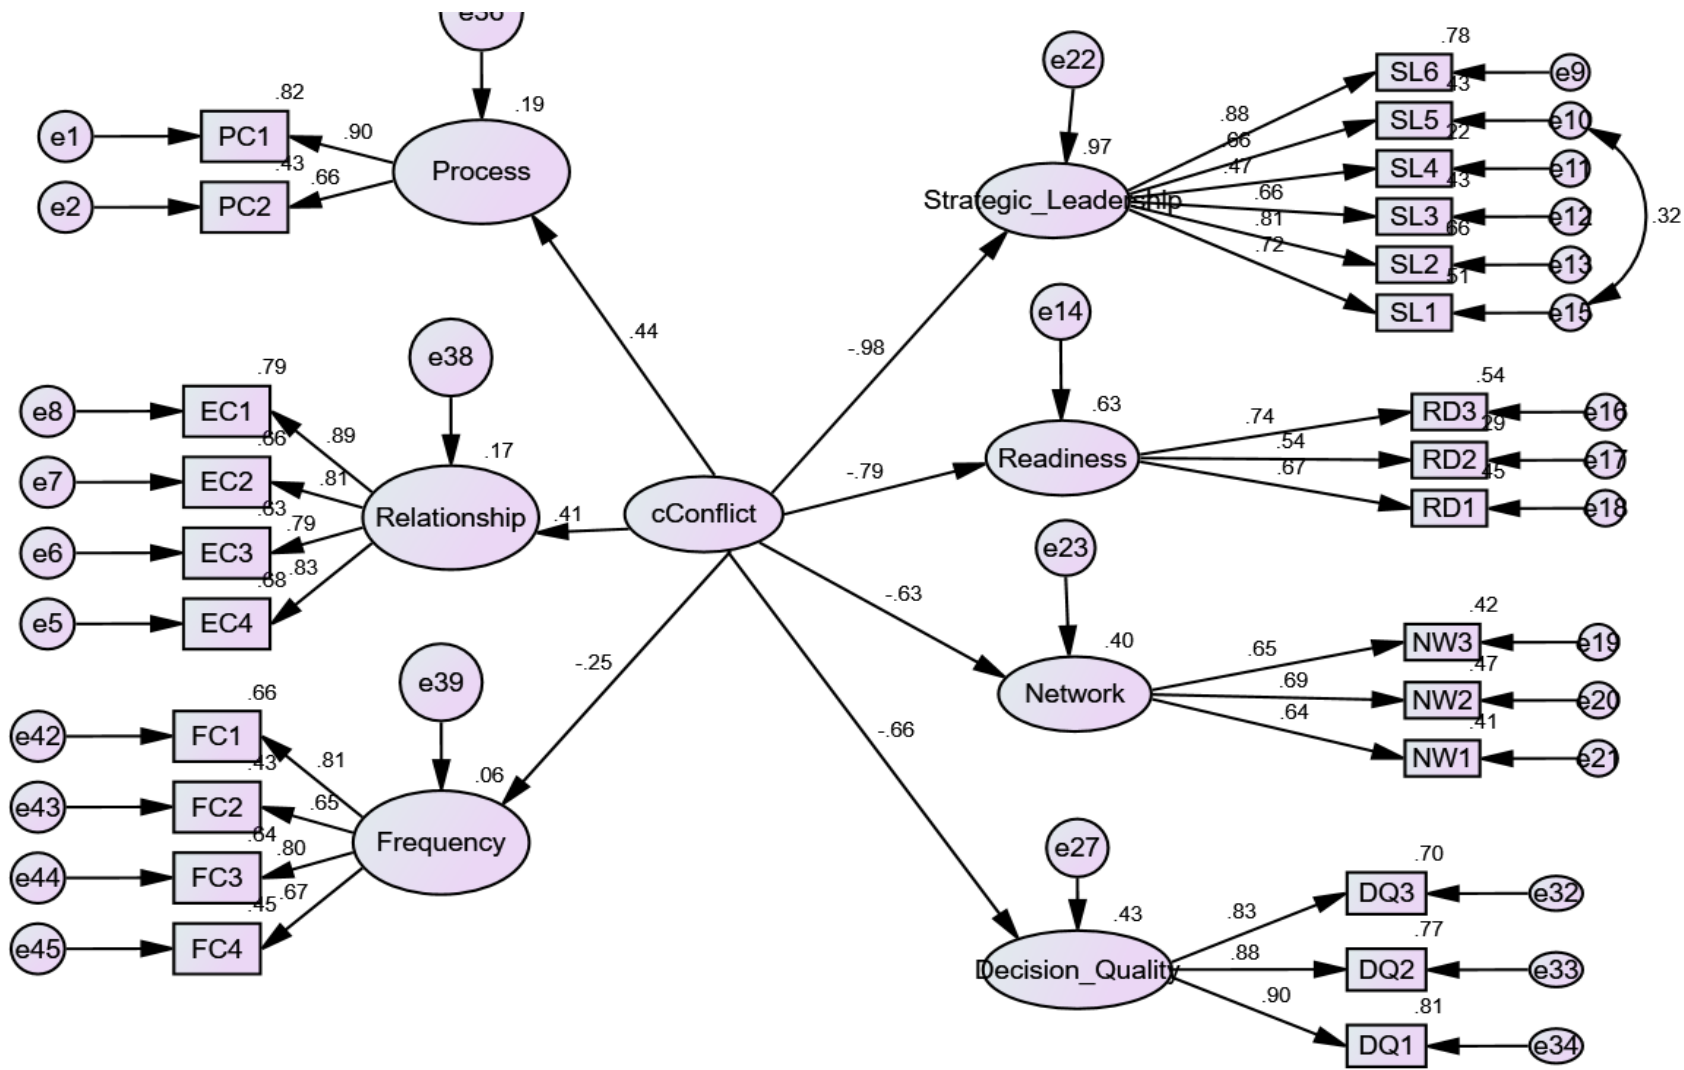 e36
.19
Process
.82
e1
PC1
.90
.43
e2
PC2
.66
e22
.97
Strategic_Leadership
.78
.88
SL6
e9
.43
.66
SL5
e10
.22
.47
SL4
e11
.43
.66
SL3
e12
.32
.66
.81
SL2
e13
.51
.72
SL1
e15
.44
-.98
e14
.63
Readiness
.54
.74
RD3
e16
.29
.54
RD2
e17
.45
.67
RD1
e18
-.79
e38
.17
Relationship
.79
e8
EC1
.89
.66
e7
EC2
.81
.63
e6
EC3
.79
.68
e5
EC4
.83
.41
cConflict
e23
.40
Network
-.63
.42
.65
NW3
e19
.47
.69
NW2
e20
.41
.64
NW1
e21
-.25
-.66
e39
.06
Frequency
.66
e42
FC1
.81
.43
e43
FC2
.65
.64
e44
FC3
.80
.45
e45
FC4
.67
e27
.43
Decision_Quality
.70
.83
DQ3
e32
.77
.88
DQ2
e33
.81
.90
DQ1
e34